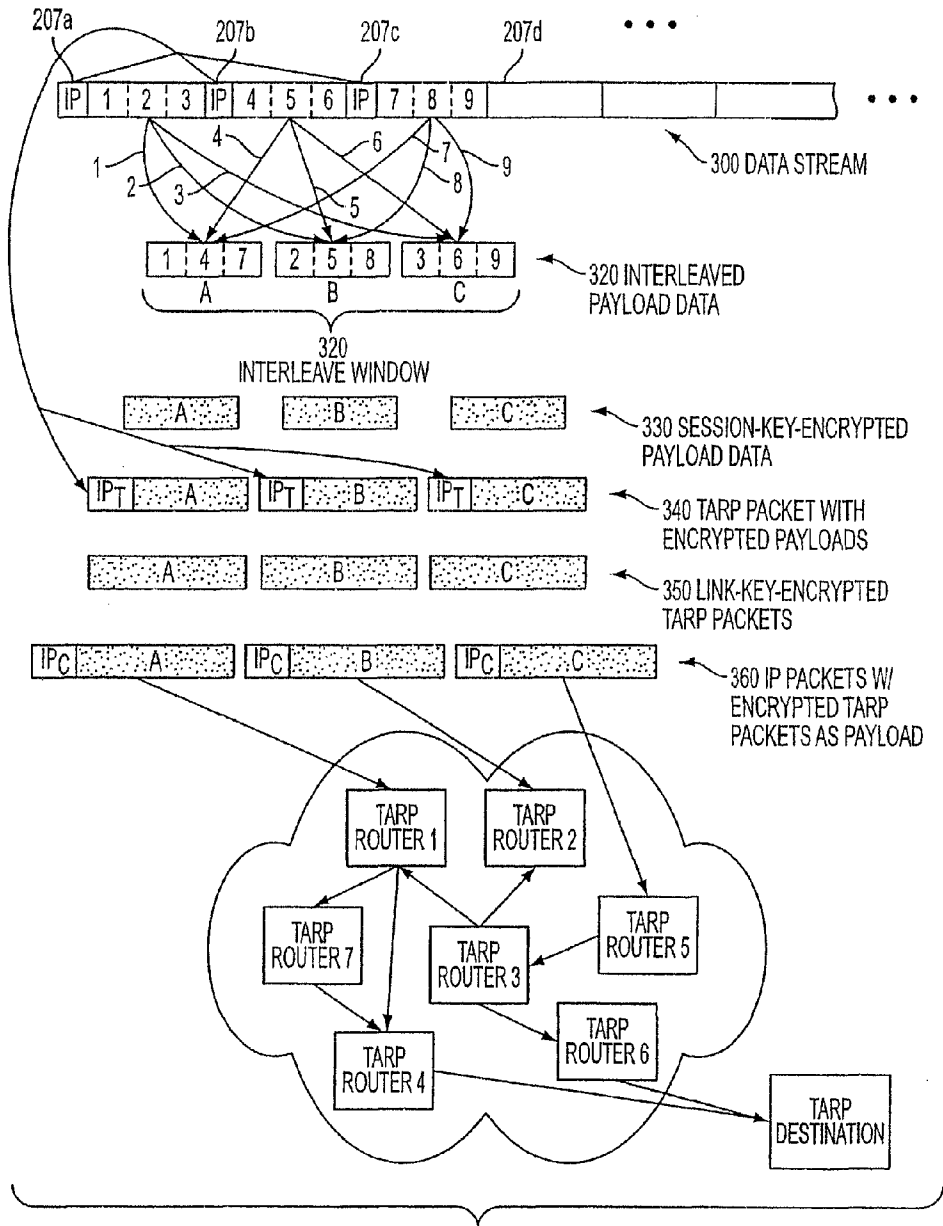 207a
207b
207c
207d
• • •
IP 1 2 3 IP 4 5 6 IP 7 8 9
• • •
300 DATA STREAM
1
2
3
4
5
6
7
8
9
1 4 7
2 5 8
3 6 9
A
B
C
320 INTERLEAVED
PAYLOAD DATA
320
INTERLEAVE WINDOW
A
B
C
330 SESSION-KEY-ENCRYPTED
PAYLOAD DATA
IPT A
IPT B
IPT C
340 TARP PACKET WITH
ENCRYPTED PAYLOADS
A
B
C
350 LINK-KEY-ENCRYPTED
TARP PACKETS
IPC A
IPC B
IPC C
360 IP PACKETS W/
ENCRYPTED TARP
PACKETS AS PAYLOAD
TARP
ROUTER 1
TARP
ROUTER 2
TARP
ROUTER 7
TARP
ROUTER 3
TARP
ROUTER 5
TARP
ROUTER 4
TARP
ROUTER 6
TARP
DESTINATION